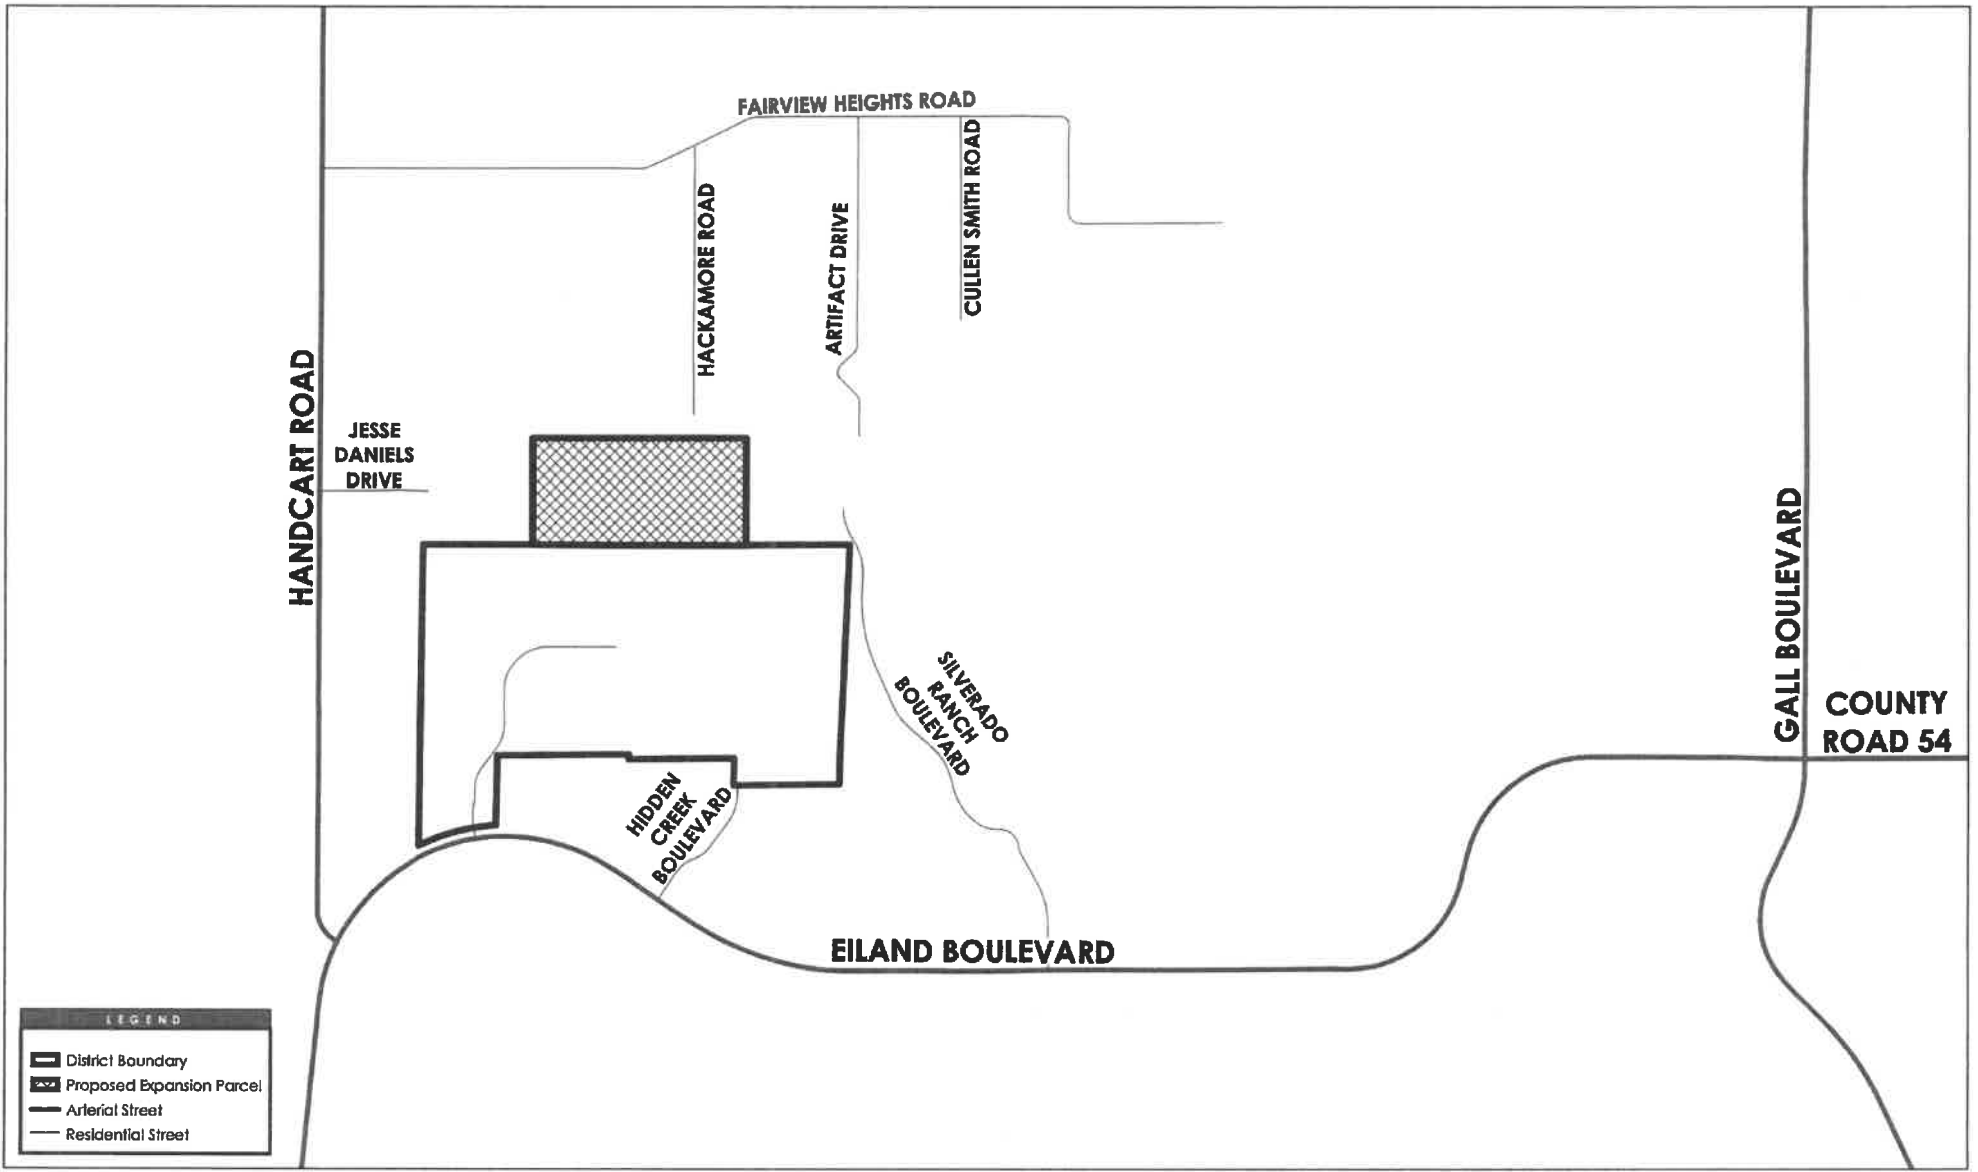 FAIRVIEW HEIGHTS ROAD
HACKAMORE ROAD
ARTIFACT DRIVE
CULLEN SMITH ROAD
HANDCART ROAD
JESSE
DANIELS
DRIVE
GALL BOULEVARD
COUNTY
ROAD 54
SILVERADO
RANCH
BOULEVARD
HIDDEN
CREEK
BOULEVARD
EILAND BOULEVARD
LEGEND
District Boundary
Proposed Expansion Parcel
Arterial Street
Residential Street